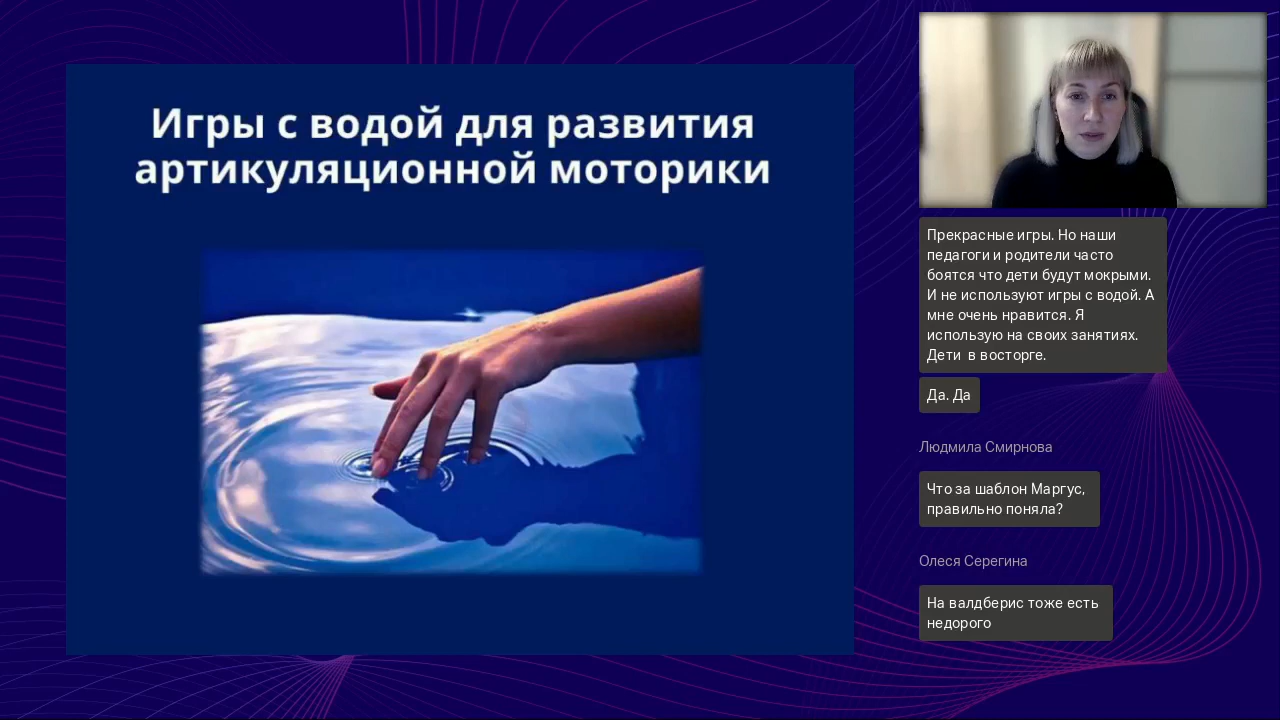 Игры с водой для развития
артикуляционной моторики
Прекрасные игры. Но наши
педагоги и родители часто
боятся что дети будут мокрыми.
И не используют игры с водой. А
мне очень нравится. Я
использую на своих занятиях.
Дети  в восторге.
Да. Да
Людмила Смирнова
Что за шаблон Маргус,
правильно поняла?
Олеся Серегина
На валдберис тоже есть
недорого